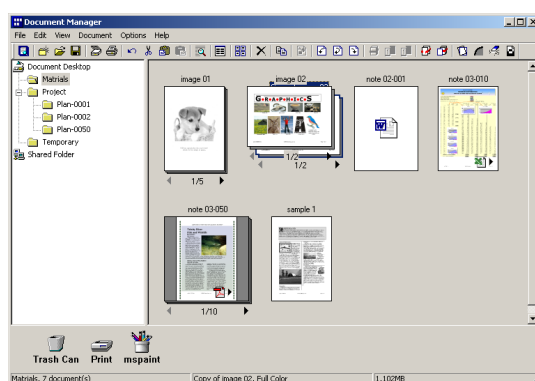 Document Manager
File Edit View Document Options
Help
Document Desktop
Matrials
Project
Plan-0001
Plan-0002
Plan-0050
Temporary
Shared Folder
image 01
image 02
note 02-001
note 03-010
G•R•A•P•H•I•C•S
1/5
1/2
1/2
note 03-050
sample 1
1/10
Trash Can Print mspaint
Matrials, 7 document(s) Copy of image 02, Full Color 1.102MB